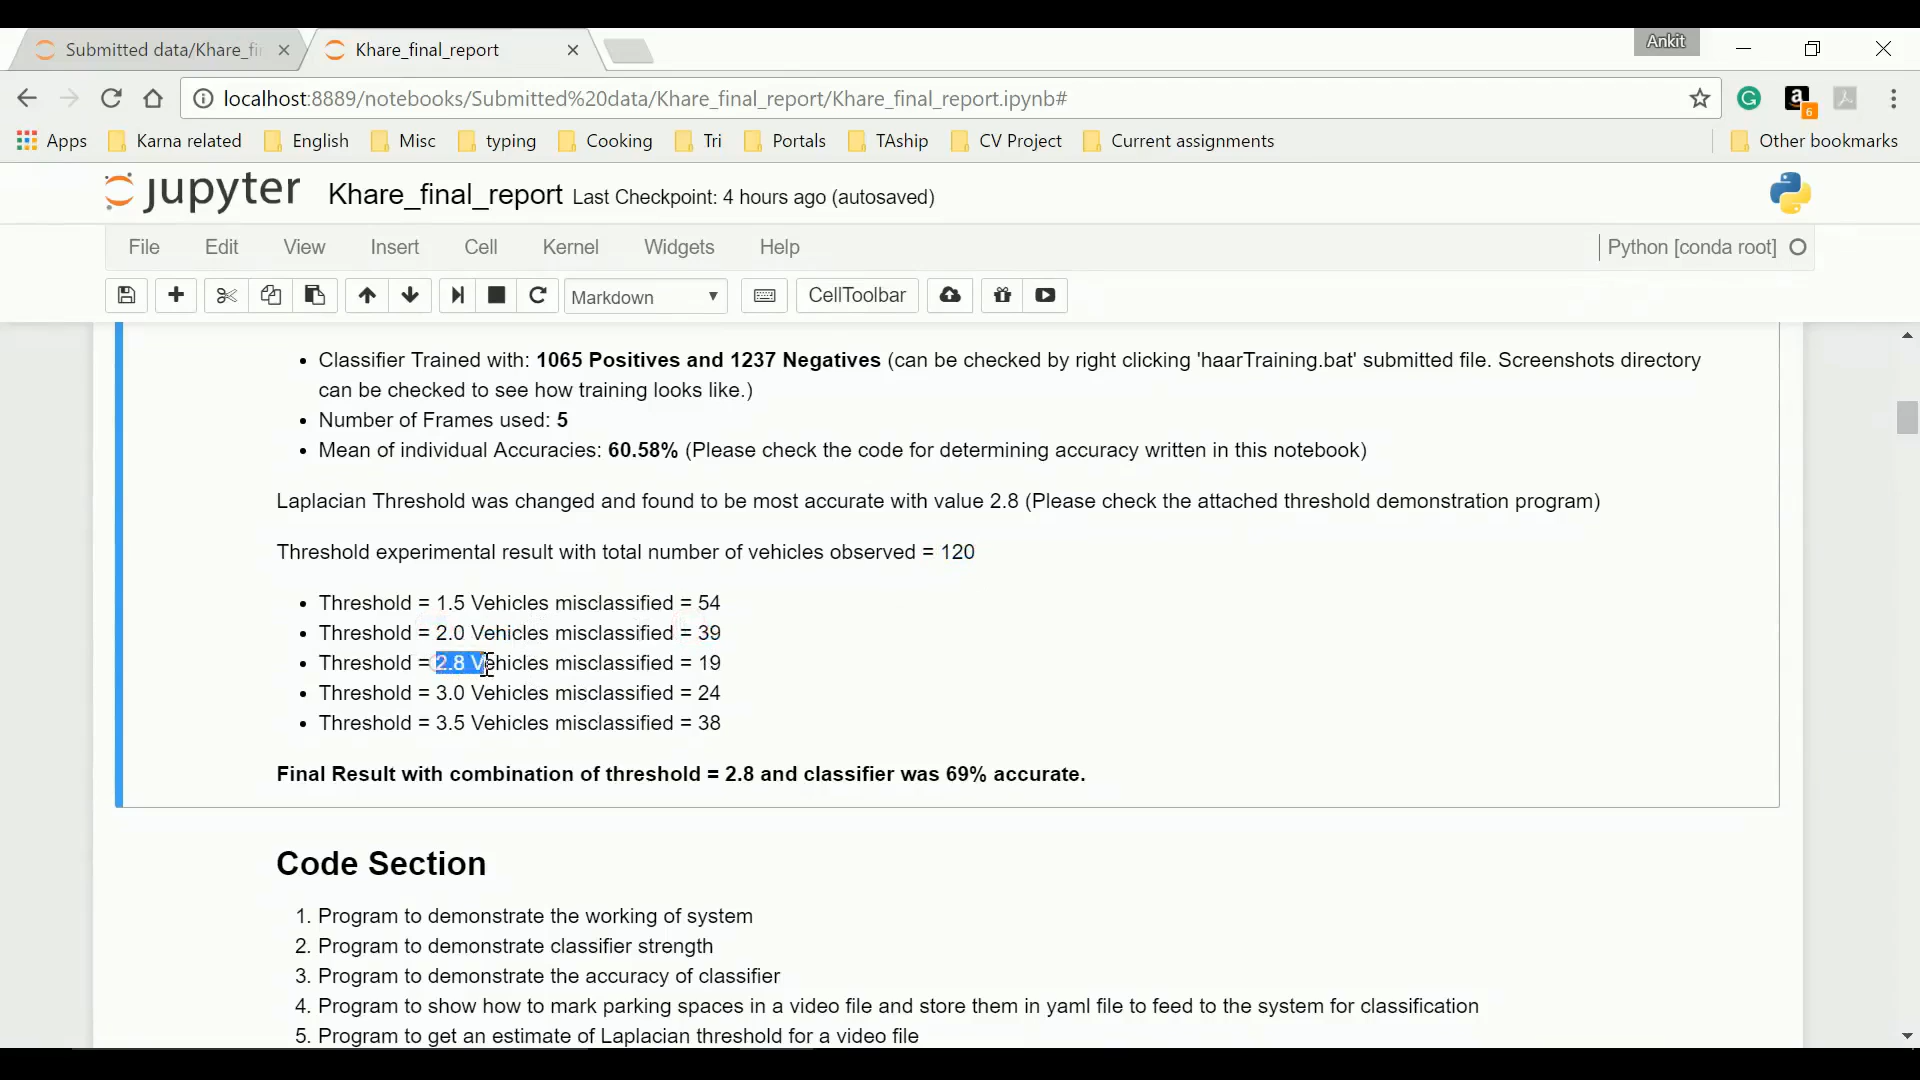 Ankit
Submitted data/Khare_fi
Khare_final_report
localhost:8889/notebooks/Submitted%20data/Khare_final_report/Khare_final_report.ipynb#
6
Apps Karna related English Misc typing Cooking Tri Portals TAship CV Project Current assignments Other bookmarks
jupyter Khare_final_report Last Checkpoint: 4 hours ago (autosaved)
File Edit View Insert Cell Kernel Widgets Help Python [conda root]
Markdown CellToolbar
• Classifier Trained with: 1065 Positives and 1237 Negatives (can be checked by right clicking 'haarTraining.bat' submitted file. Screenshots directory
can be checked to see how training looks like.)
• Number of Frames used: 5
• Mean of individual Accuracies: 60.58% (Please check the code for determining accuracy written in this notebook)
Laplacian Threshold was changed and found to be most accurate with value 2.8 (Please check the attached threshold demonstration program)
Threshold experimental result with total number of vehicles observed = 120
• Threshold = 1.5 Vehicles misclassified = 54
• Threshold = 2.0 Vehicles misclassified = 39
• Threshold = 2.8 Vehicles misclassified = 19
• Threshold = 3.0 Vehicles misclassified = 24
• Threshold = 3.5 Vehicles misclassified = 38
Final Result with combination of threshold = 2.8 and classifier was 69% accurate.
Code Section
1. Program to demonstrate the working of system
2. Program to demonstrate classifier strength
3. Program to demonstrate the accuracy of classifier
4. Program to show how to mark parking spaces in a video file and store them in yaml file to feed to the system for classification
5. Program to get an estimate of Laplacian threshold for a video file